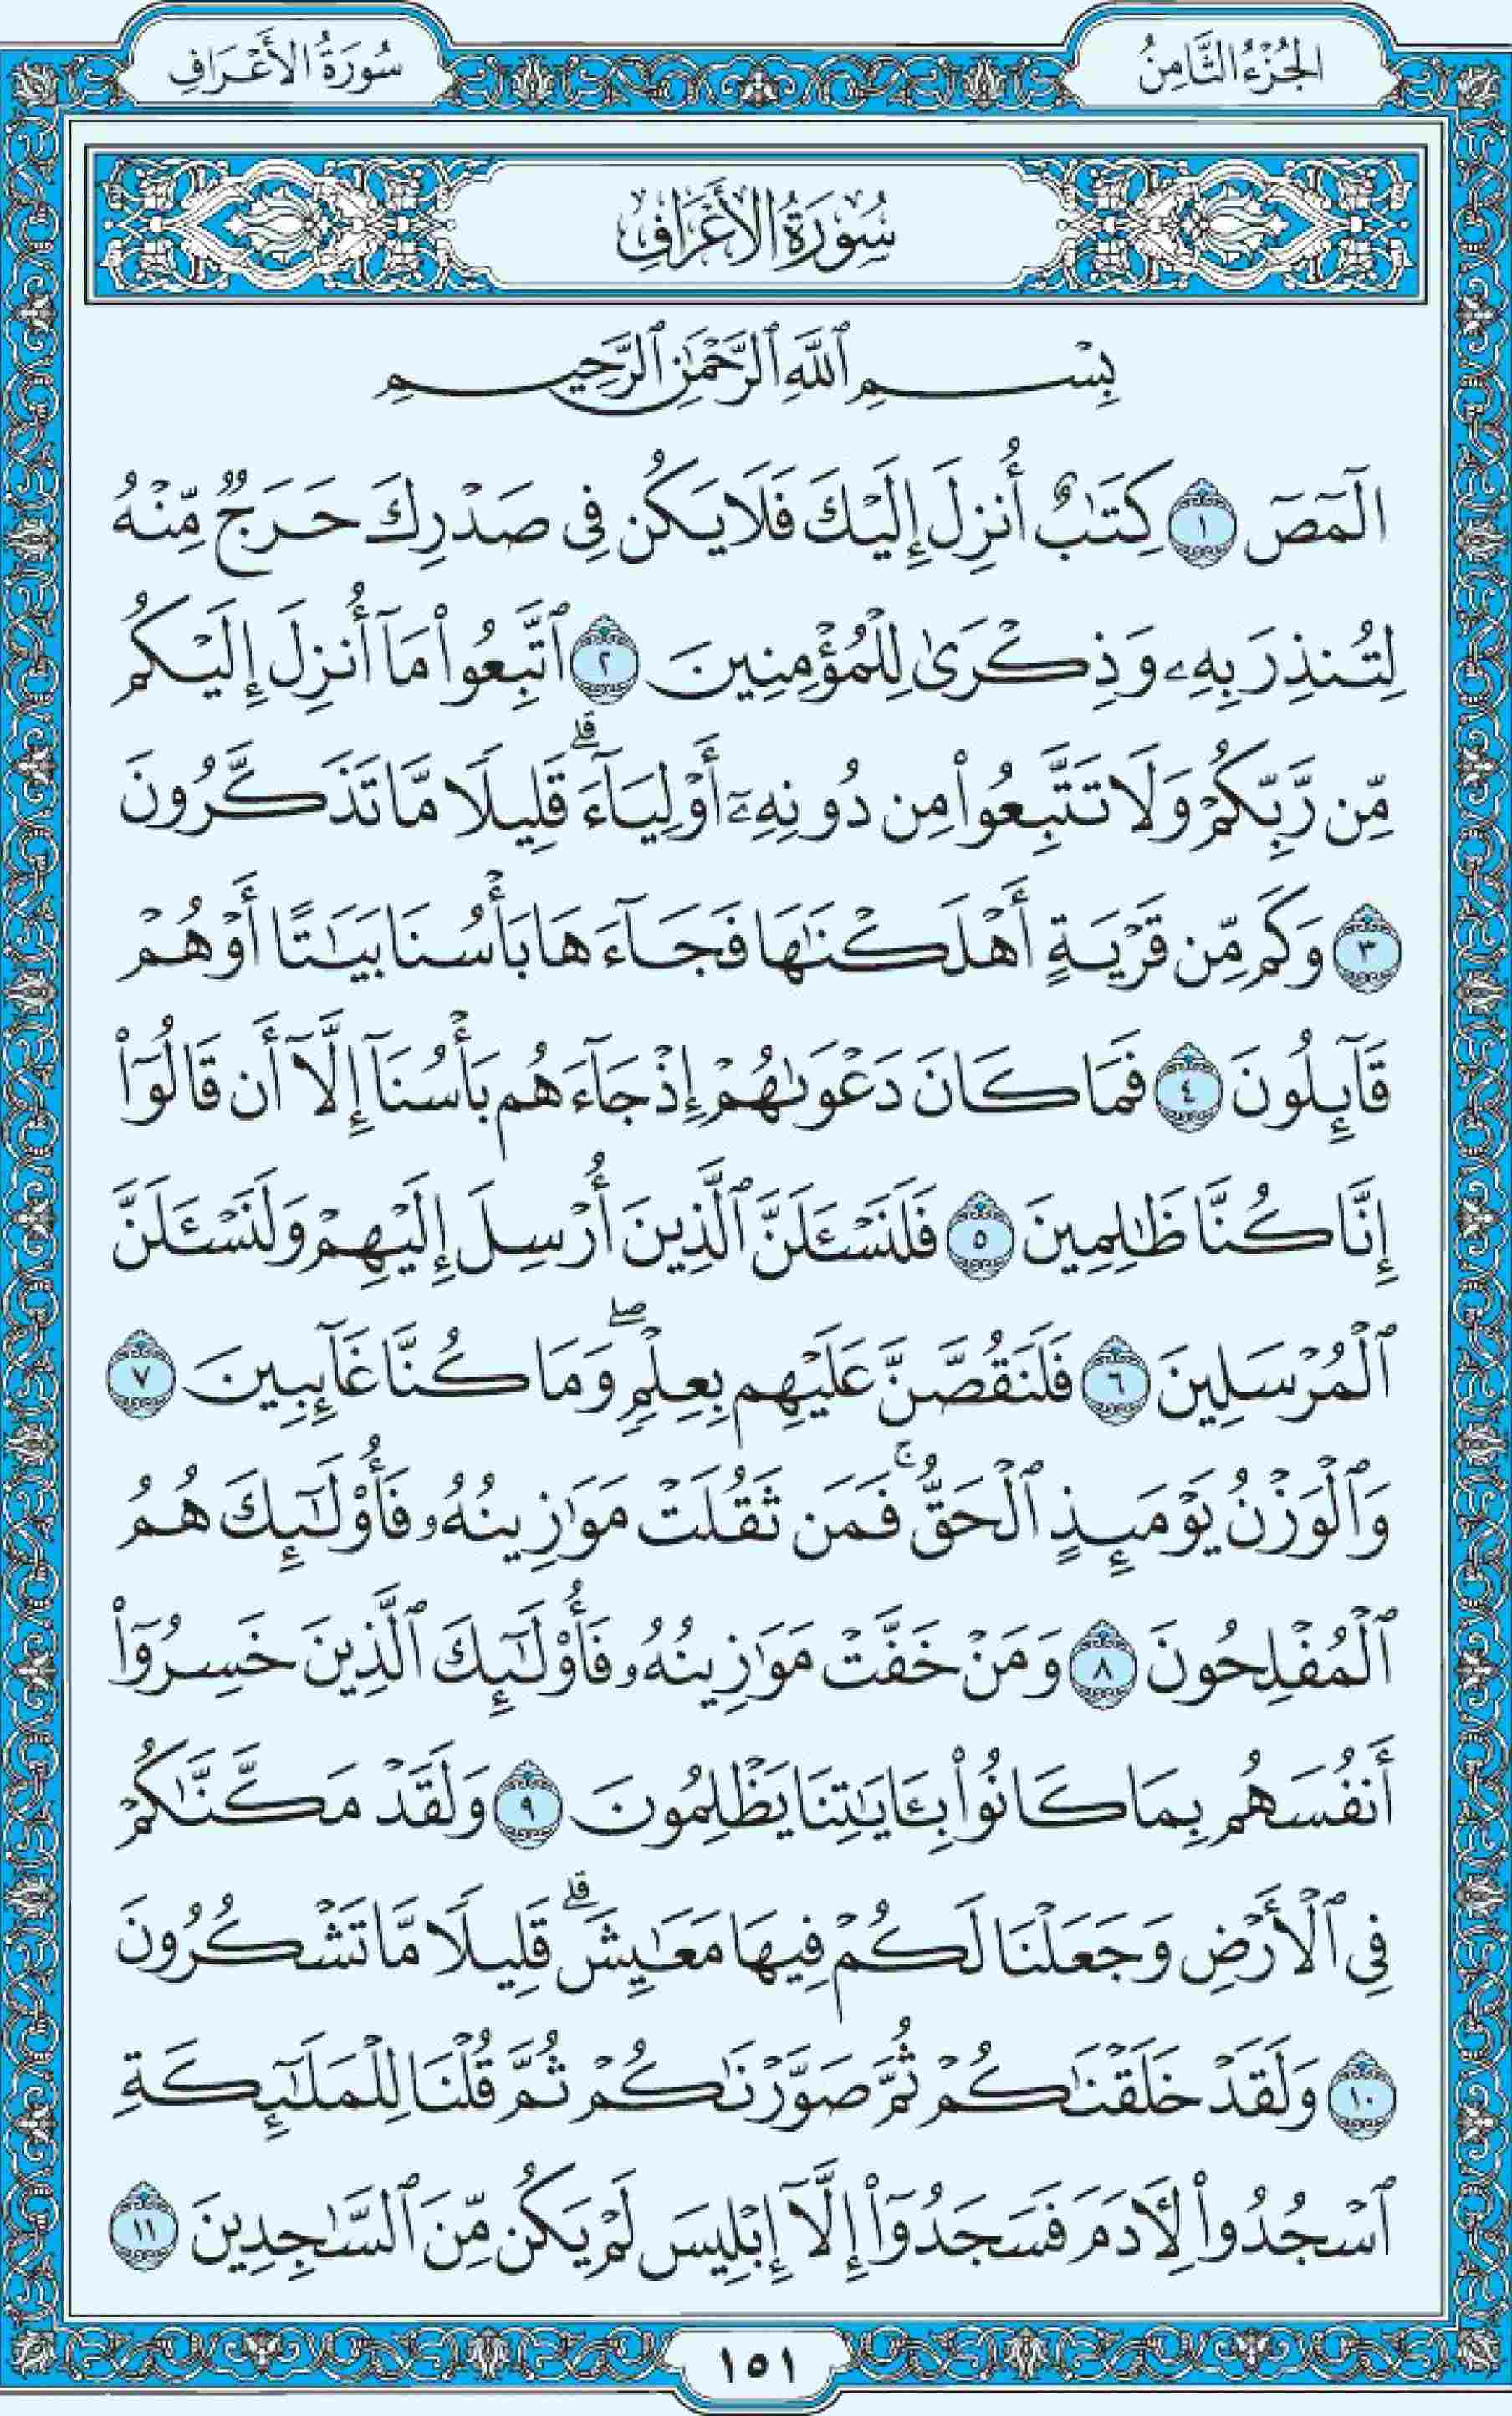 الجُزْءُ الثَّامِنُ
سُورَةُ الأَعْرَافِ
سُورَةُ الأَعْرَافِ
بِسْمِ ٱللَّهِ ٱلرَّحْمَٰنِ ٱلرَّحِيمِ
الٓمٓصٓ ١ كِتَٰبٌ أُنزِلَ إِلَيْكَ فَلَا يَكُن فِى صَدْرِكَ حَرَجٌ مِّنْهُ
لِتُنذِرَ بِهِۦ وَذِكْرَىٰ لِلْمُؤْمِنِينَ ٢ ٱتَّبِعُوا۟ مَآ أُنزِلَ إِلَيْكُم
مِّن رَّبِّكُمْ وَلَا تَتَّبِعُوا۟ مِن دُونِهِۦٓ أَوْلِيَآءَ ۗ قَلِيلًا مَّا تَذَكَّرُونَ
٣ وَكَم مِّن قَرْيَةٍ أَهْلَكْنَٰهَا فَجَآءَهَا بَأْسُنَا بَيَٰتًا أَوْ هُمْ
قَآئِلُونَ ٤ فَمَا كَانَ دَعْوَىٰهُمْ إِذْ جَآءَهُم بَأْسُنَآ إِلَّآ أَن قَالُوٓا۟
إِنَّا كُنَّا ظَٰلِمِينَ ٥ فَلَنَسْـَٔلَنَّ ٱلَّذِينَ أُرْسِلَ إِلَيْهِمْ وَلَنَسْـَٔلَنَّ
ٱلْمُرْسَلِينَ ٦ فَلَنَقُصَّنَّ عَلَيْهِم بِعِلْمٍ ۖ وَمَا كُنَّا غَآئِبِينَ ٧
وَٱلْوَزْنُ يَوْمَئِذٍ ٱلْحَقُّ ۚ فَمَن ثَقُلَتْ مَوَٰزِينُهُۥ فَأُو۟لَٰٓئِكَ هُمُ
ٱلْمُفْلِحُونَ ٨ وَمَنْ خَفَّتْ مَوَٰزِينُهُۥ فَأُو۟لَٰٓئِكَ ٱلَّذِينَ خَسِرُوٓا۟
أَنفُسَهُم بِمَا كَانُوا۟ بِـَٔايَٰتِنَا يَظْلِمُونَ ٩ وَلَقَدْ مَكَّنَّٰكُمْ
فِى ٱلْأَرْضِ وَجَعَلْنَا لَكُمْ فِيهَا مَعَٰيِشَ ۗ قَلِيلًا مَّا تَشْكُرُونَ
١٠ وَلَقَدْ خَلَقْنَٰكُمْ ثُمَّ صَوَّرْنَٰكُمْ ثُمَّ قُلْنَا لِلْمَلَٰٓئِكَةِ
ٱسْجُدُوا۟ لِـَٔادَمَ فَسَجَدُوٓا۟ إِلَّآ إِبْلِيسَ لَمْ يَكُن مِّنَ ٱلسَّٰجِدِينَ ١١
١٥١